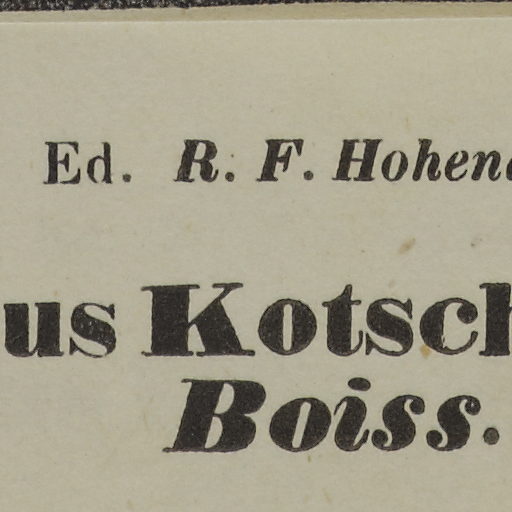 Ed. R. F. Hohen
us Kotsch
Boiss.